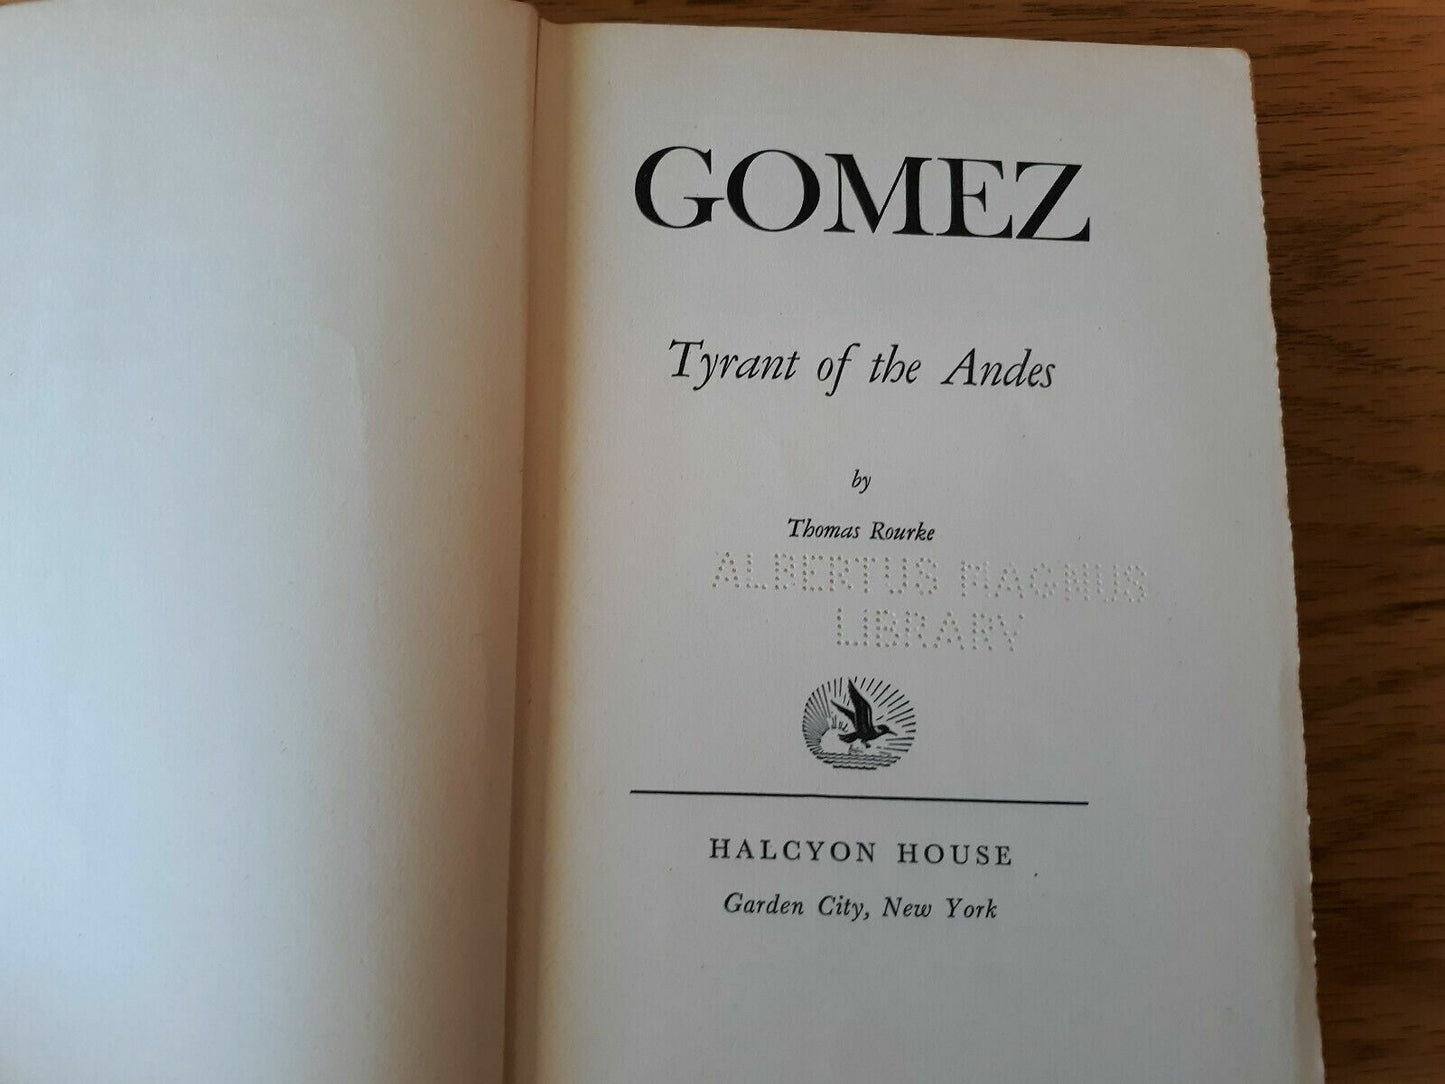 GOMEZ
Tyrant of the Andes
by
Thomas Rourke
ALBERTUS MAGNUS
LIBRARY
HALCYON HOUSE
Garden City, New York